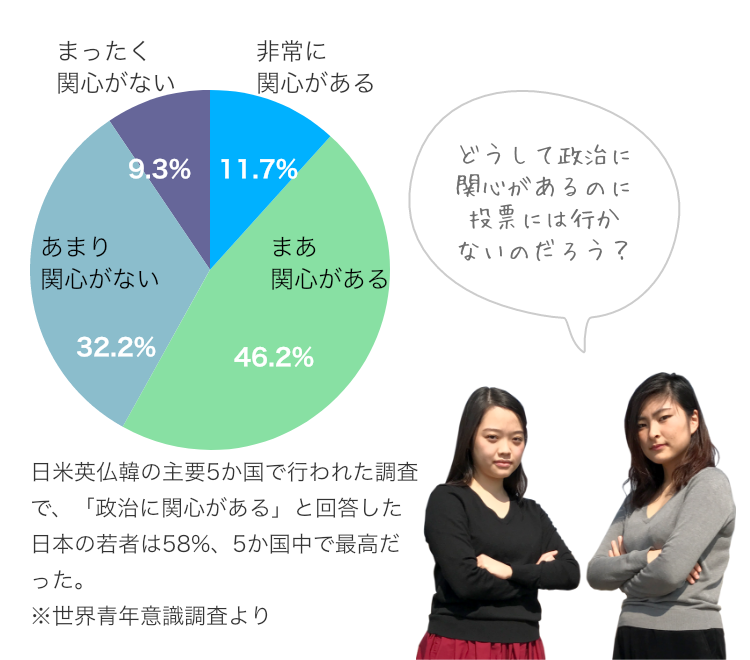 まったく
関心がない
非常に
関心がある
9.3%
11.7%
あまり
関心がない
まあ
関心がある
32.2%
46.2%
どうして政治に
関心があるのに
投票には行か
ないのだろう？
日米英仏韓の主要5か国で行われた調査
で、「政治に関心がある」と回答した
日本の若者は58%、5か国中で最高だ
った。
※世界青年意識調査より